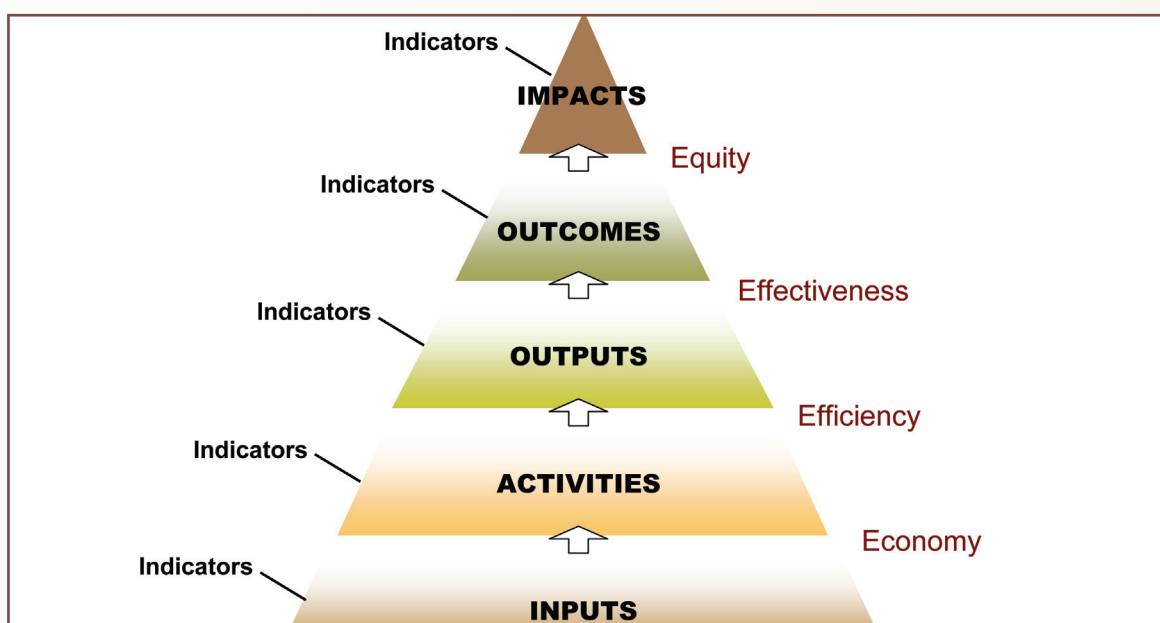 Indicators
IMPACTS
Equity
Indicators
OUTCOMES
Effectiveness
Indicators
OUTPUTS
Efficiency
Indicators
ACTIVITIES
Economy
Indicators
INPUTS